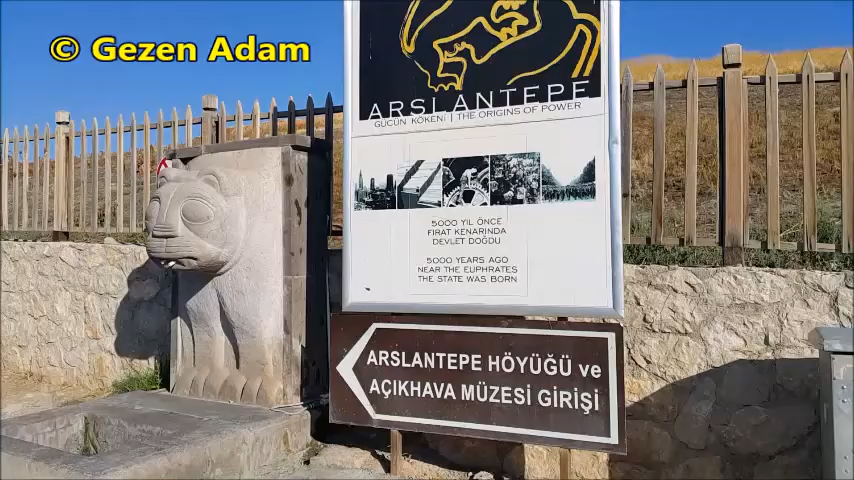 © Gezen Adam
ARSLANTEPE
GÜCÜN KÖKENİ | THE ORIGINS OF POWER
5000 YIL ÖNCE
FIRAT KENARINDA
DEVLET DOĞDU
5000 YEARS AGO
NEAR THE EUPHRATES
THE STATE WAS BORN
ARSLANTEPE HÖYÜĞÜ ve
AÇIKHAVA MÜZESİ GİRİŞİ